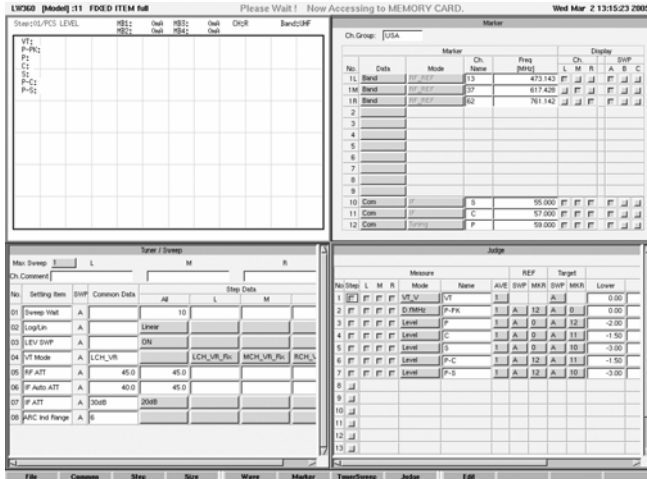 LW360 [Model] :11 FIXED ITEM full Please Wait ! Now Accessing to MEMORY CARD. Wed Mar 2 13:15:23 2005
Step:01/PCS LEVEL MB1: 0mA MB3: 0mA CH:R Band:UHF
MB2: 0mA MB4: 0mA
VT:
P-PK:
P:
C:
S:
P-C:
P-S:
Marker
Ch.Group: USA
Marker Display
Ch. Freq Ch. SWP
No. Data Mode Name [MHz] L M R A B C
1L Band RF_REF 13 473.143
1M Band RF_REF 37 617.428
1R Band RF_REF 62 761.142
2
3
4
5
6
7
8
9
10 Com IF S 55.000
11 Com IF C 57.000
12 Com Tuning P 59.000
Tuner / Sweep
Max Sweep 1 L M R
Ch.Comment
No. Setting Item SWP Common Data Step Data
All L M
01 Sweep Wait A 10
02 Log/Lin A Linear
03 LEV SWP A ON
04 VT Mode A LCH_VR LCH_VR_Fix MCH_VR_Fix RCH_V
05 RF ATT A 45.0 45.0
06 IF Auto ATT A 40.0 45.0
07 IF ATT A 30dB 20dB
08 ARC Ind Range A 6
Judge
Measure REF Target
No Step L M R Mode Name AVE SWP MKR SWP MKR Lower
1 VT_V VT 1 A 0.00
2 D.fMHz P-PK 1 A 12 A 0 0.00
3 Level P 1 A 0 A 12 -2.00
4 Level C 1 A 0 A 11 -1.50
5 Level S 1 A 0 A 10 -3.00
6 Level P-C 1 A 12 A 11 -1.50
7 Level P-S 1 A 12 A 10 -3.00
8
9
10
11
12
13
File Common Step Size Wave Marker TunerSweep Judge Edit